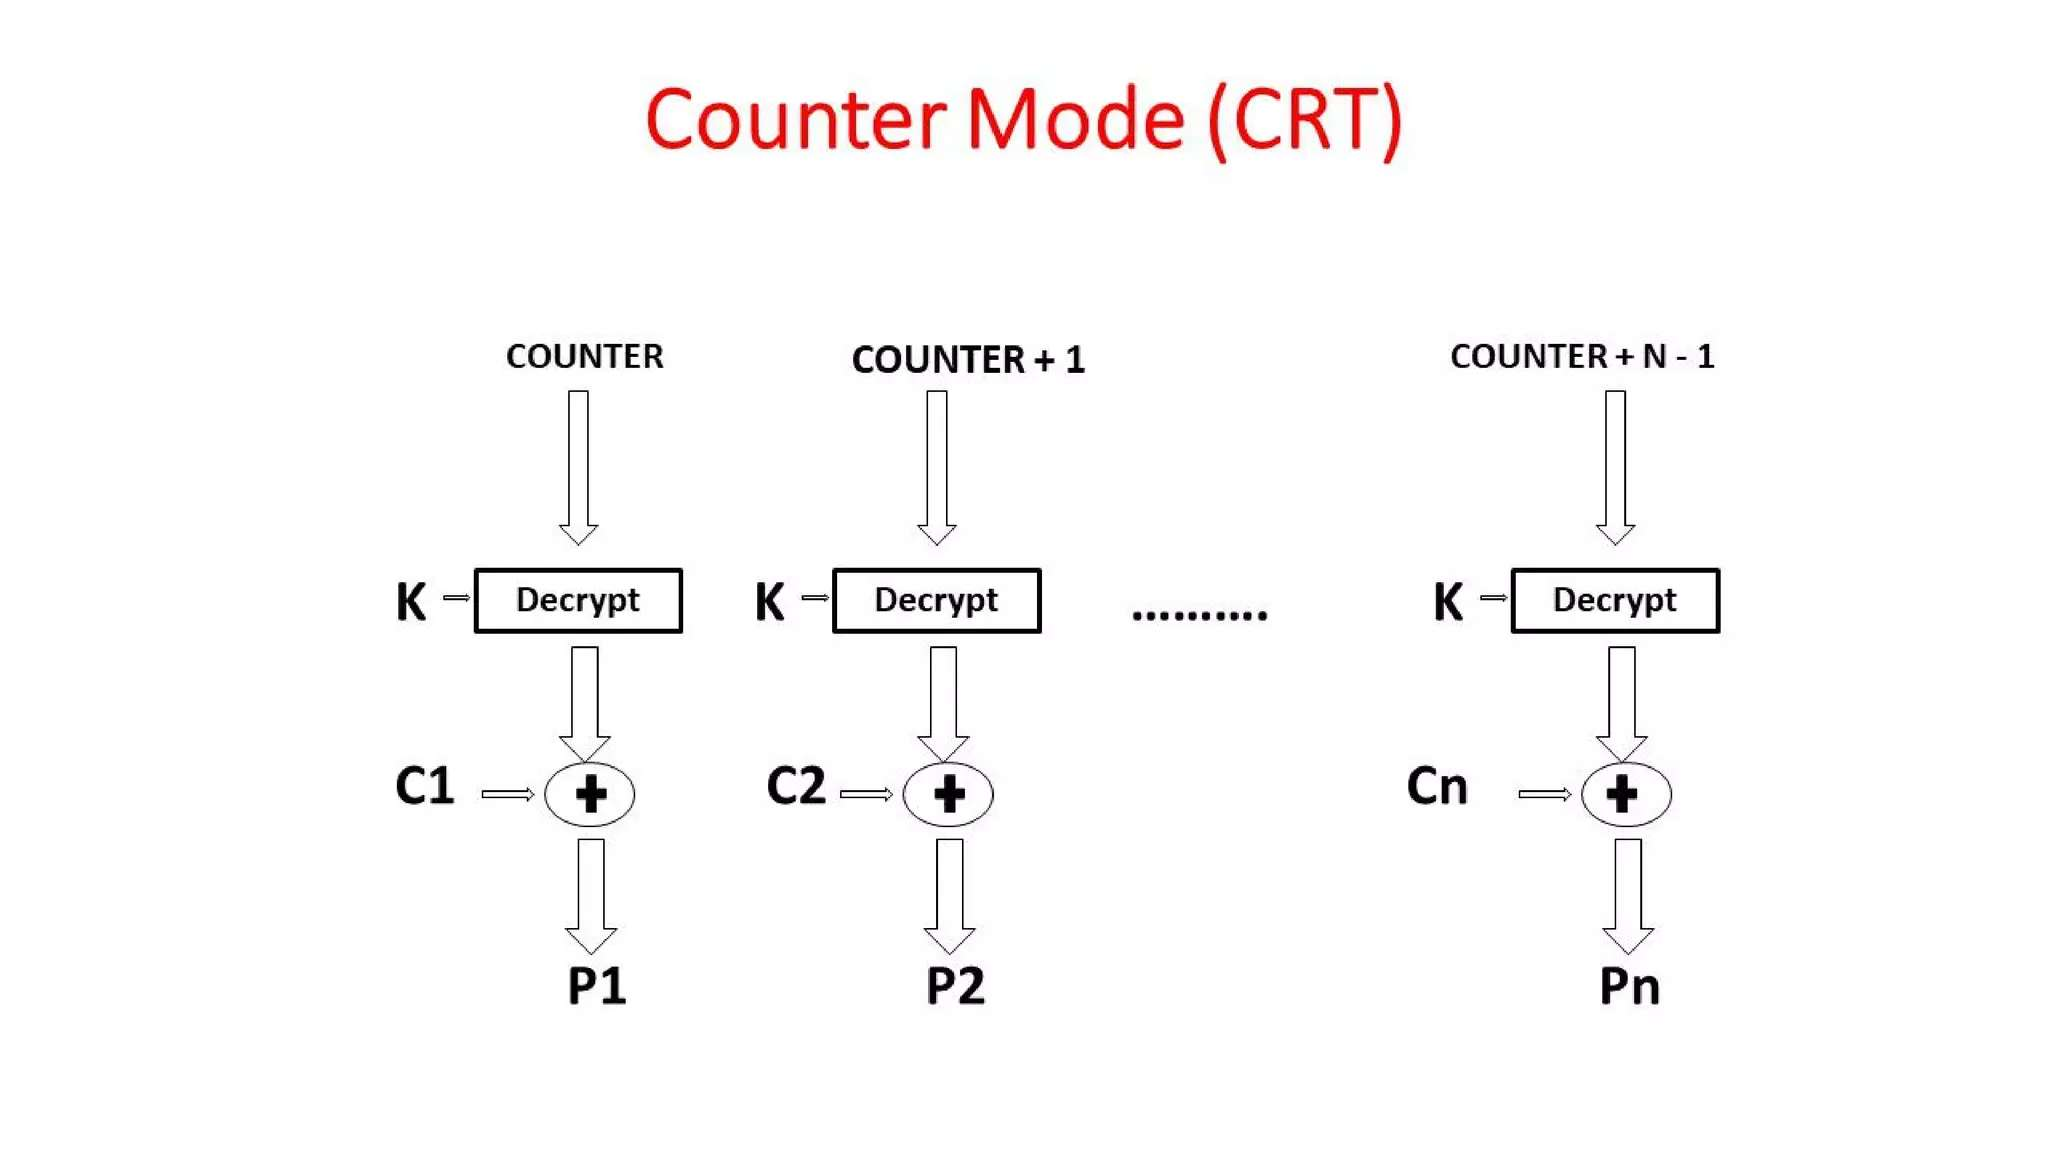 Counter Mode (CRT)
COUNTER COUNTER + 1 COUNTER + N - 1
K Decrypt K Decrypt .......... K Decrypt
C1 + C2 + Cn +
P1 P2 Pn